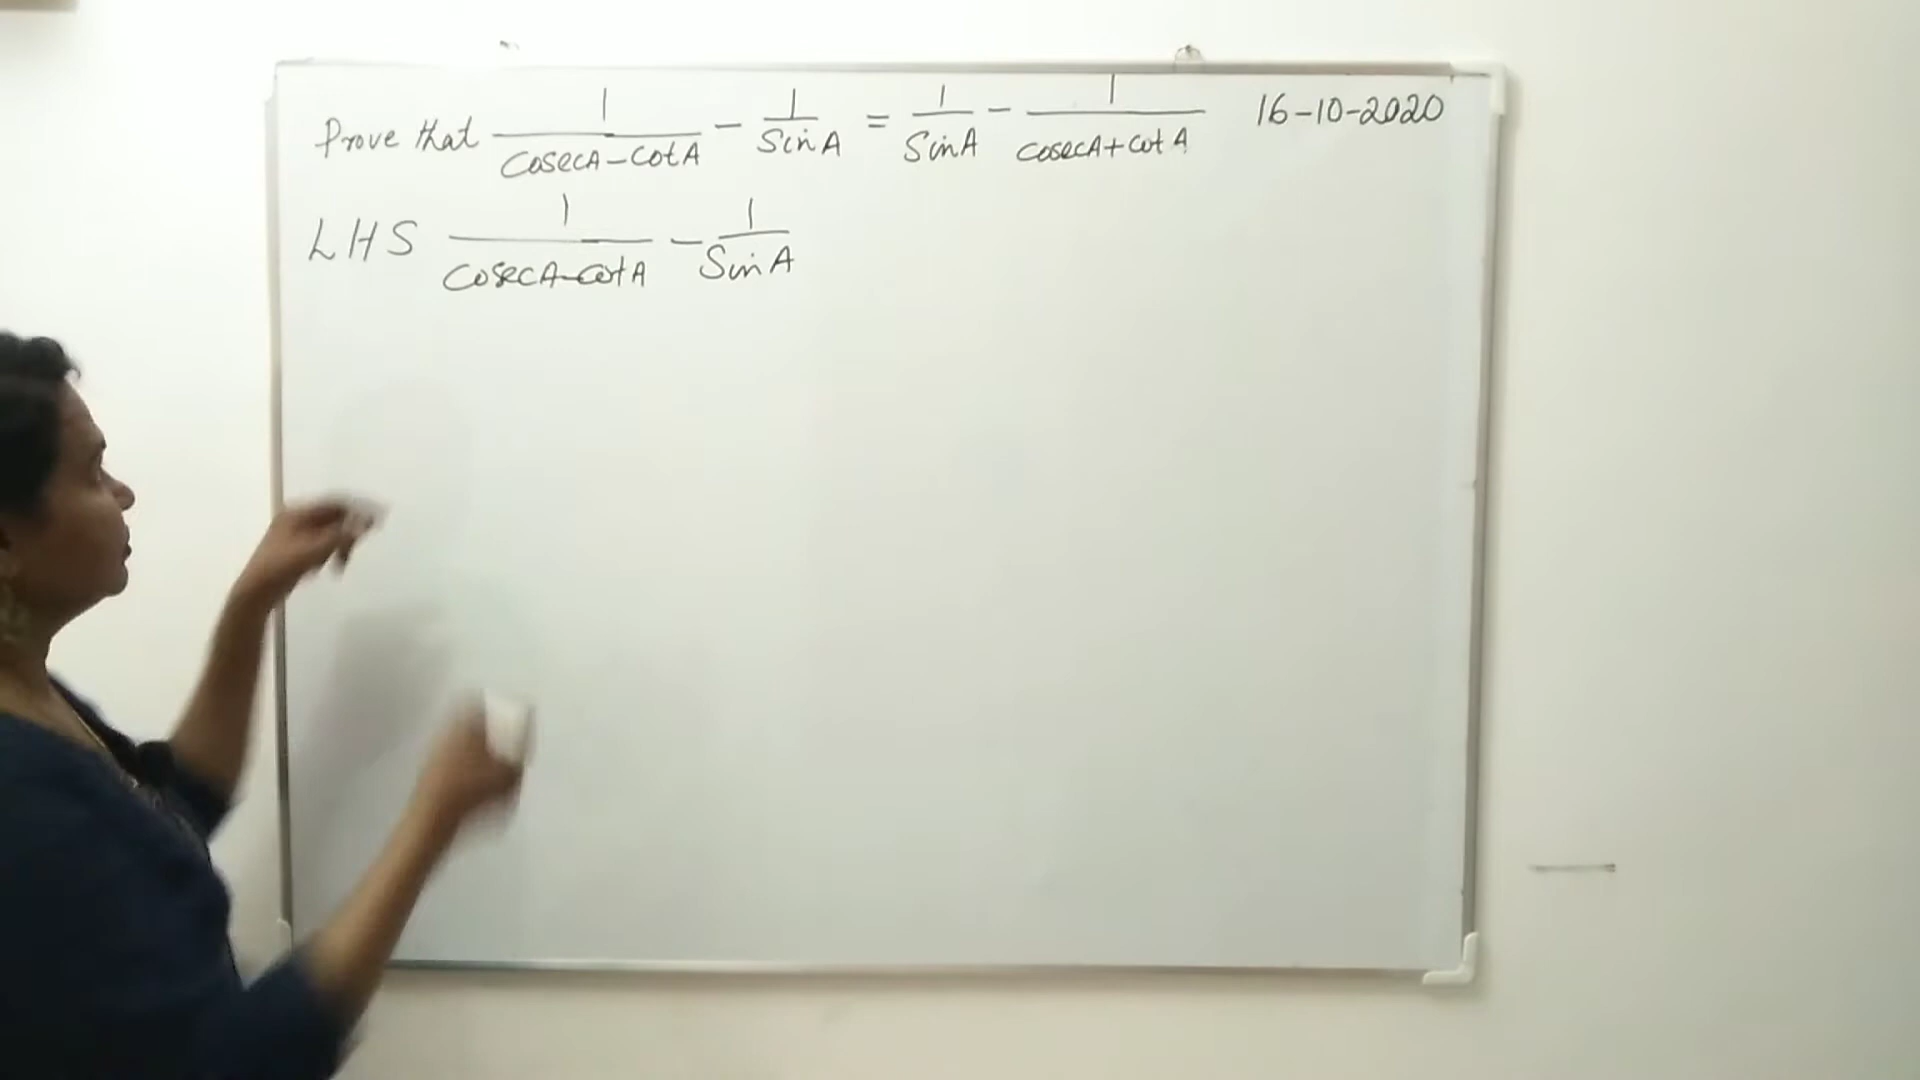 Prove that 1/(CosecA-CotA) - 1/SinA = 1/SinA - 1/(CosecA+CotA) 16-10-2020
LHS 1/(CosecA-CotA) - 1/SinA